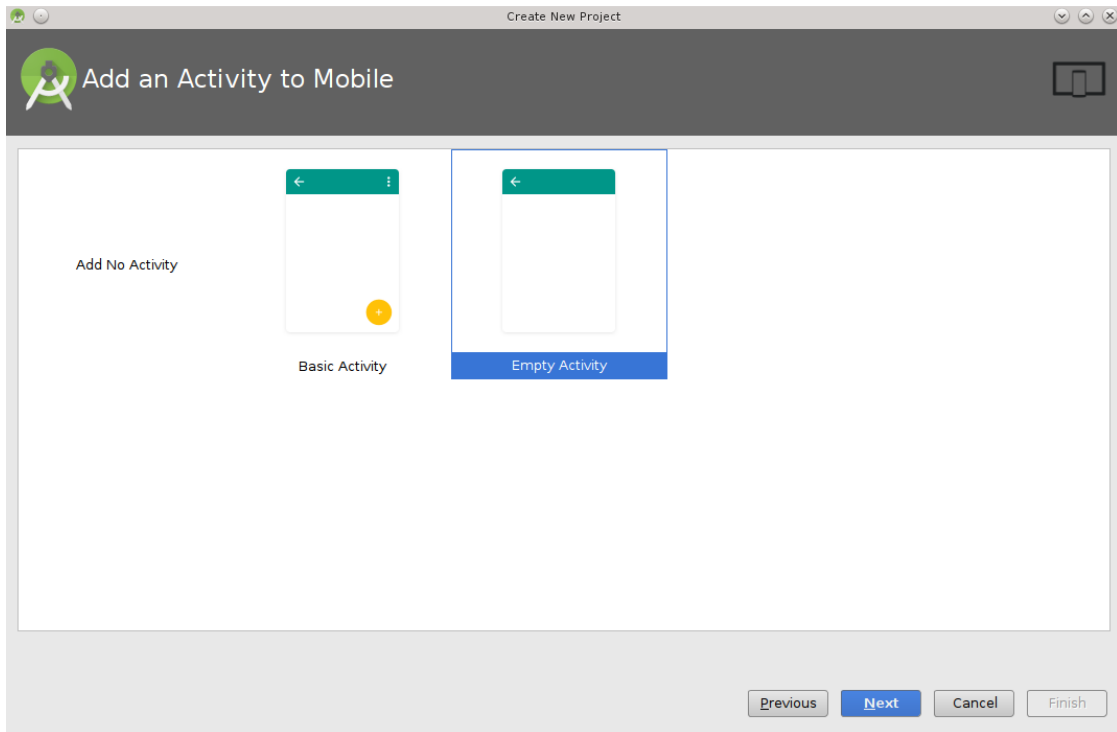 Create New Project
Add an Activity to Mobile
Add No Activity
Basic Activity
Empty Activity
Previous
Next
Cancel
Finish